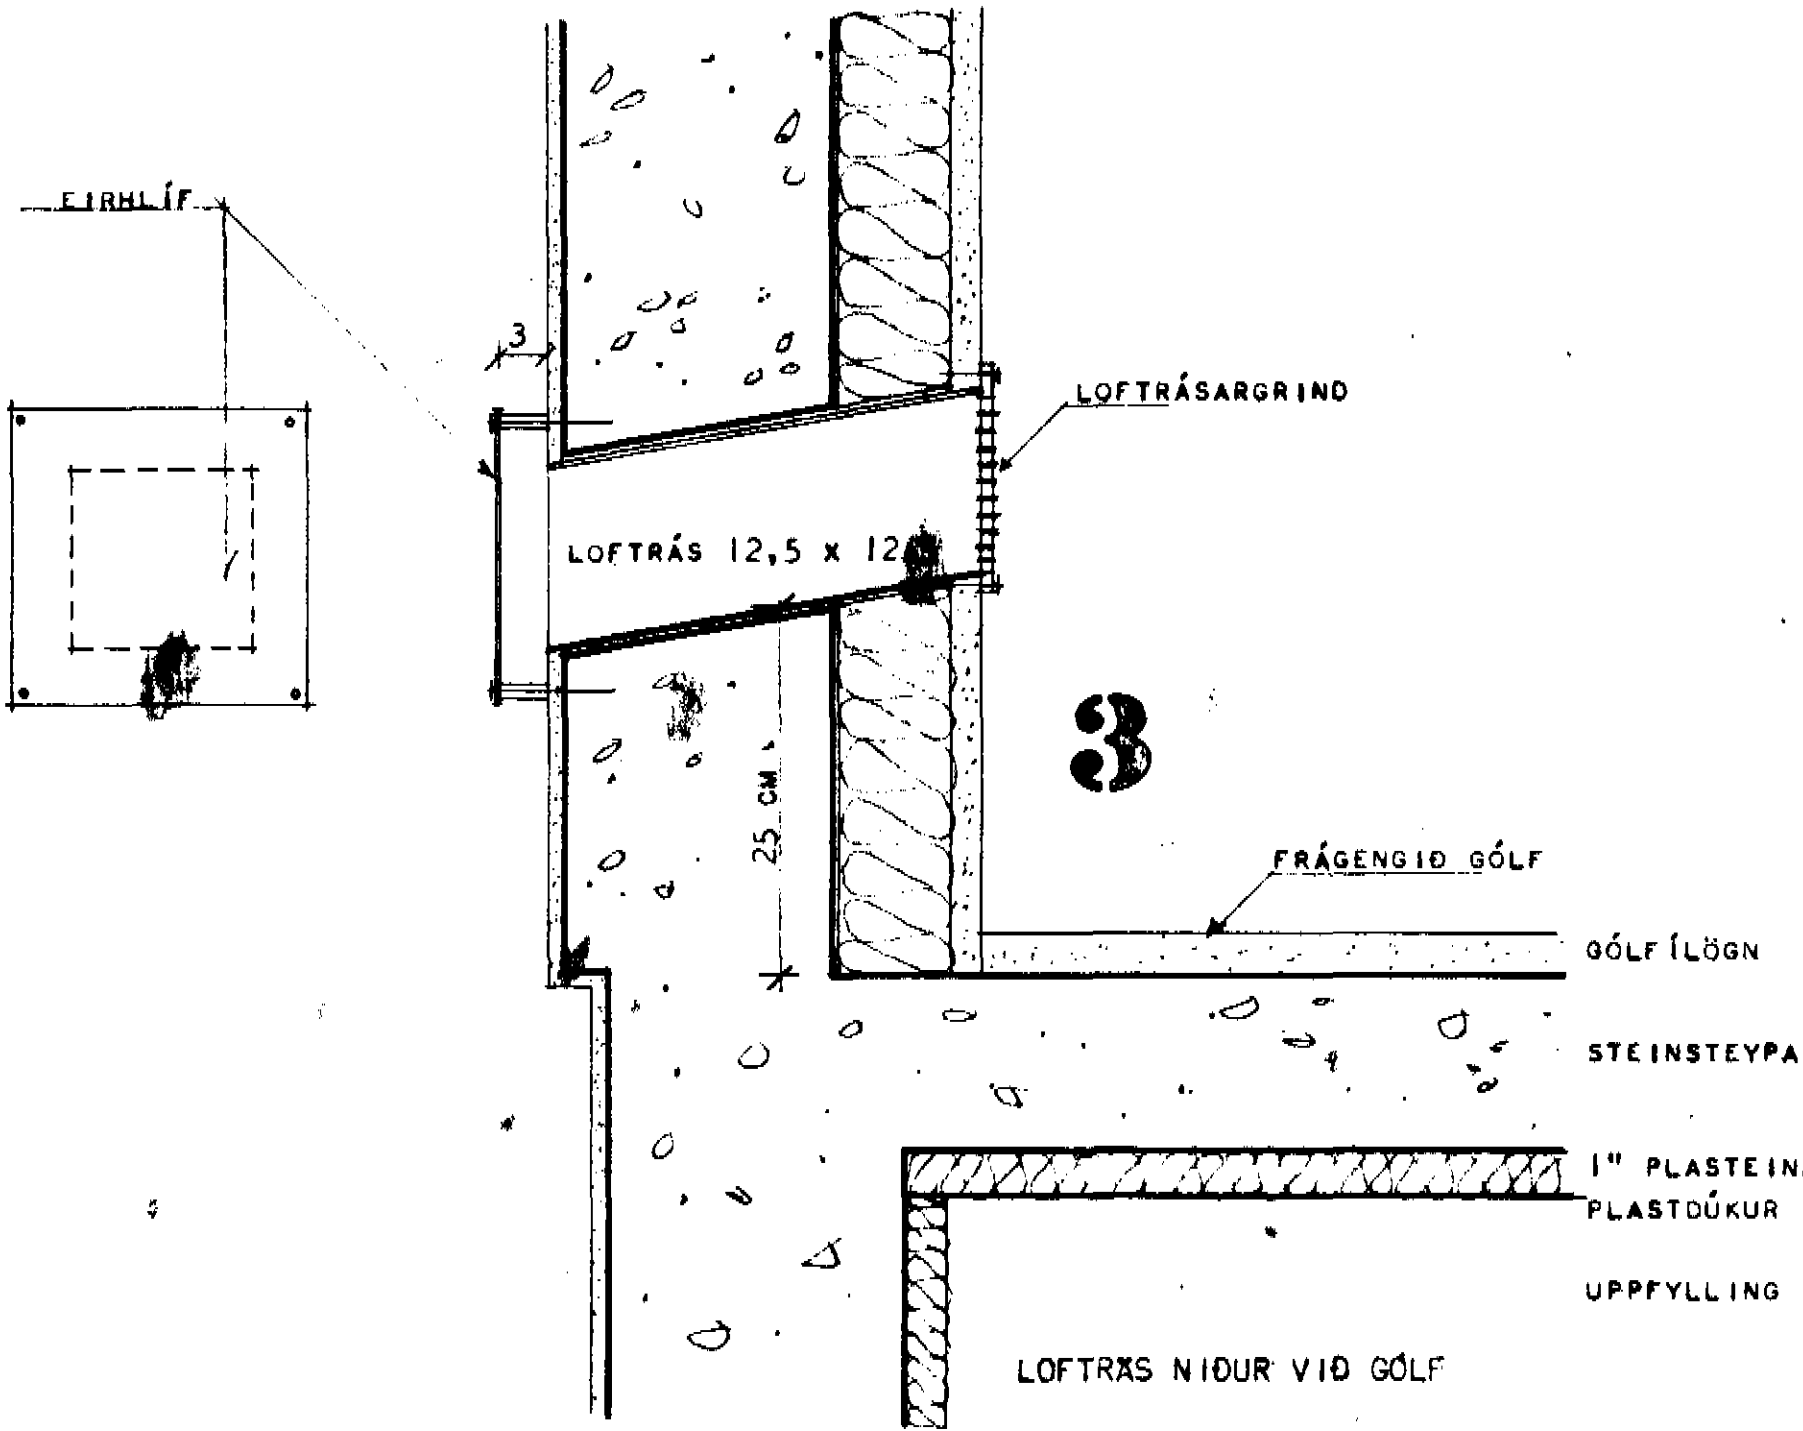 EIRHLÍF
3
LOFTRÁSARGRIND
LOFTRÁS 12,5 x
25 CM
3
FRÁGENGIÐ GÓLF
GÓLFÍLÖGN
STEINSTEYPA
1" PLASTEIN
PLASTDÚKUR
UPPFYLLING
LOFTRÁS NIÐUR VIÐ GÓLF